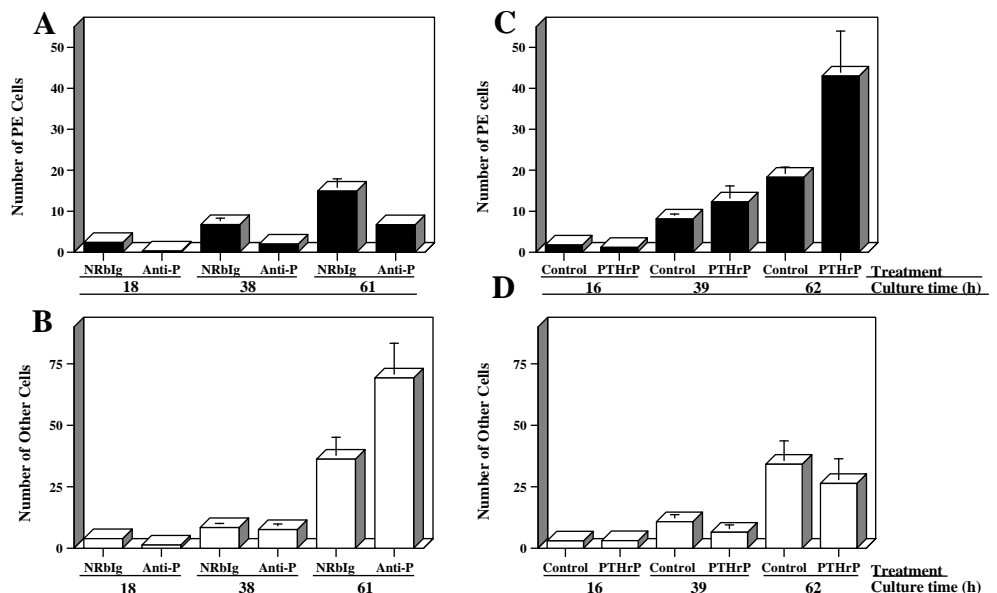 A
Number of PE Cells
50
40
30
20
10
0
NRbIg Anti-P NRbIg Anti-P NRbIg Anti-P
18 38 61
C
Number of PE cells
50
40
30
20
10
0
Control PTHrP Control PTHrP Control PTHrP Treatment
16 39 62 Culture time (h)
B
Number of Other Cells
75
50
25
0
NRbIg Anti-P NRbIg Anti-P NRbIg Anti-P
18 38 61
D
Number of Other Cells
75
50
25
0
Control PTHrP Control PTHrP Control PTHrP Treatment
16 39 62 Culture time (h)